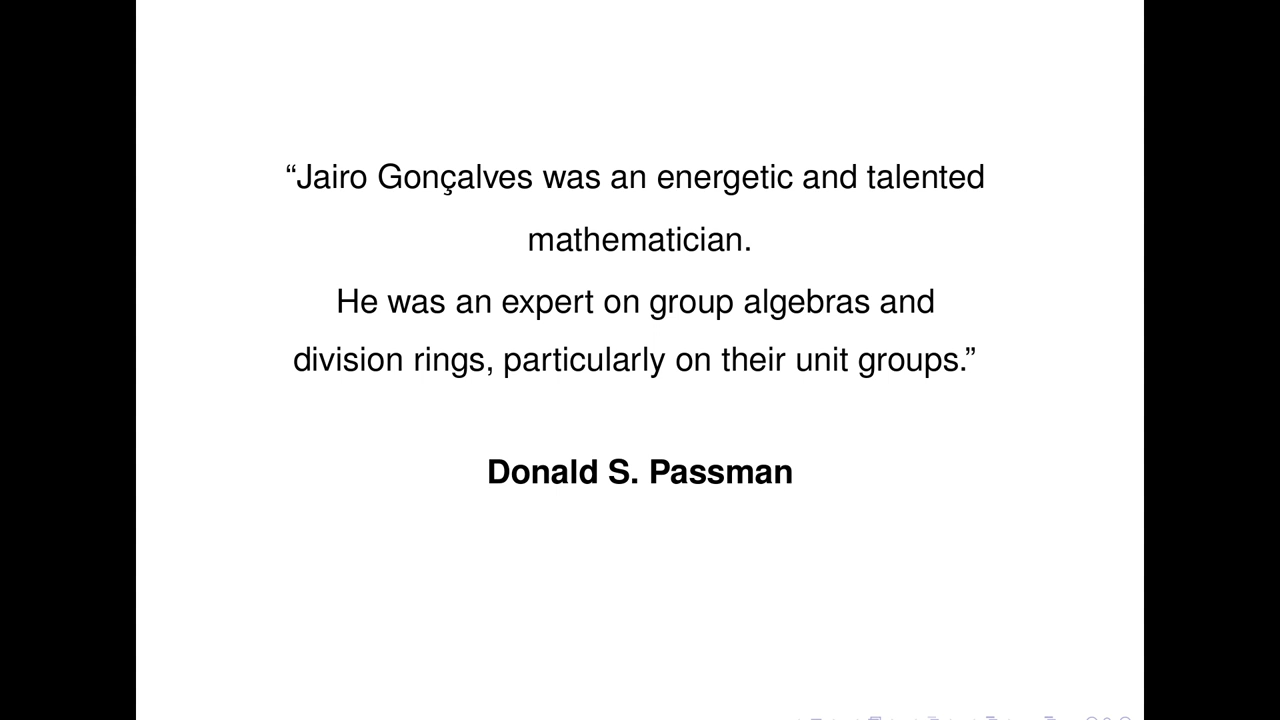 “Jairo Gonçalves was an energetic and talented
mathematician.
He was an expert on group algebras and
division rings, particularly on their unit groups.”
Donald S. Passman